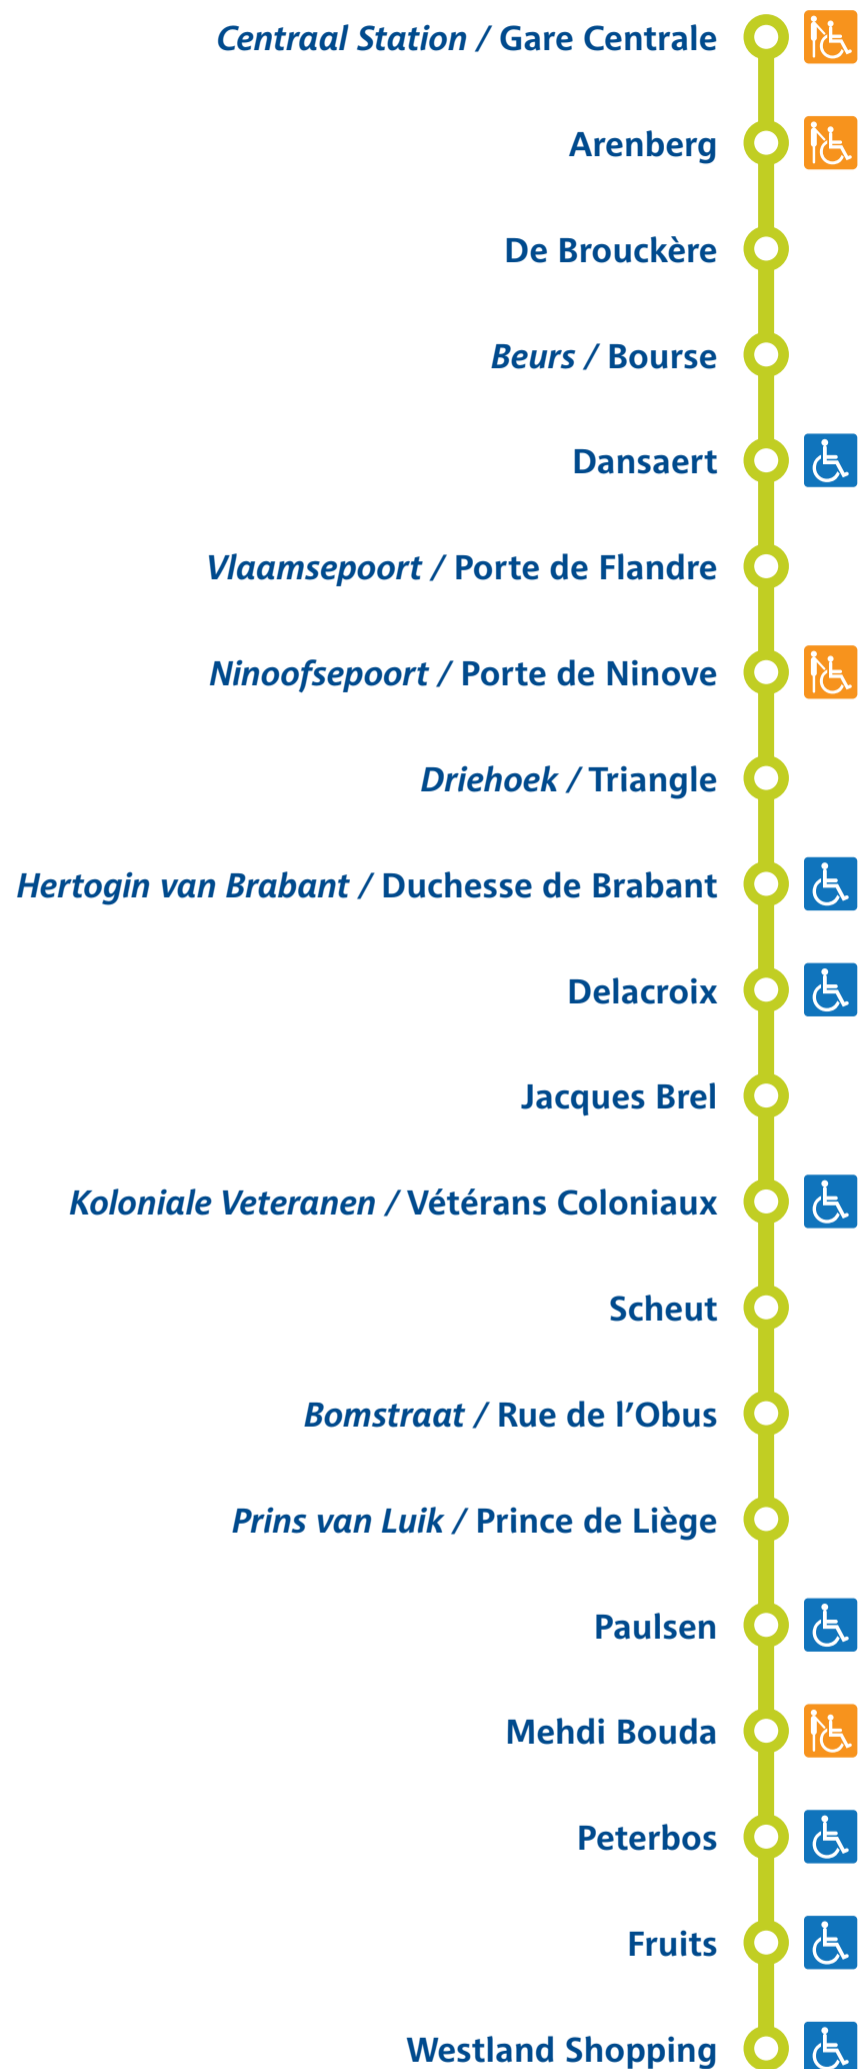 Centraal Station / Gare Centrale
Arenberg
De Brouckère
Beurs / Bourse
Dansaert
Vlaamsepoort / Porte de Flandre
Ninoofsepoort / Porte de Ninove
Driehoek / Triangle
Hertogin van Brabant / Duchesse de Brabant
Delacroix
Jacques Brel
Koloniale Veteranen / Vétérans Coloniaux
Scheut
Bomstraat / Rue de l’Obus
Prins van Luik / Prince de Liège
Paulsen
Mehdi Bouda
Peterbos
Fruits
Westland Shopping